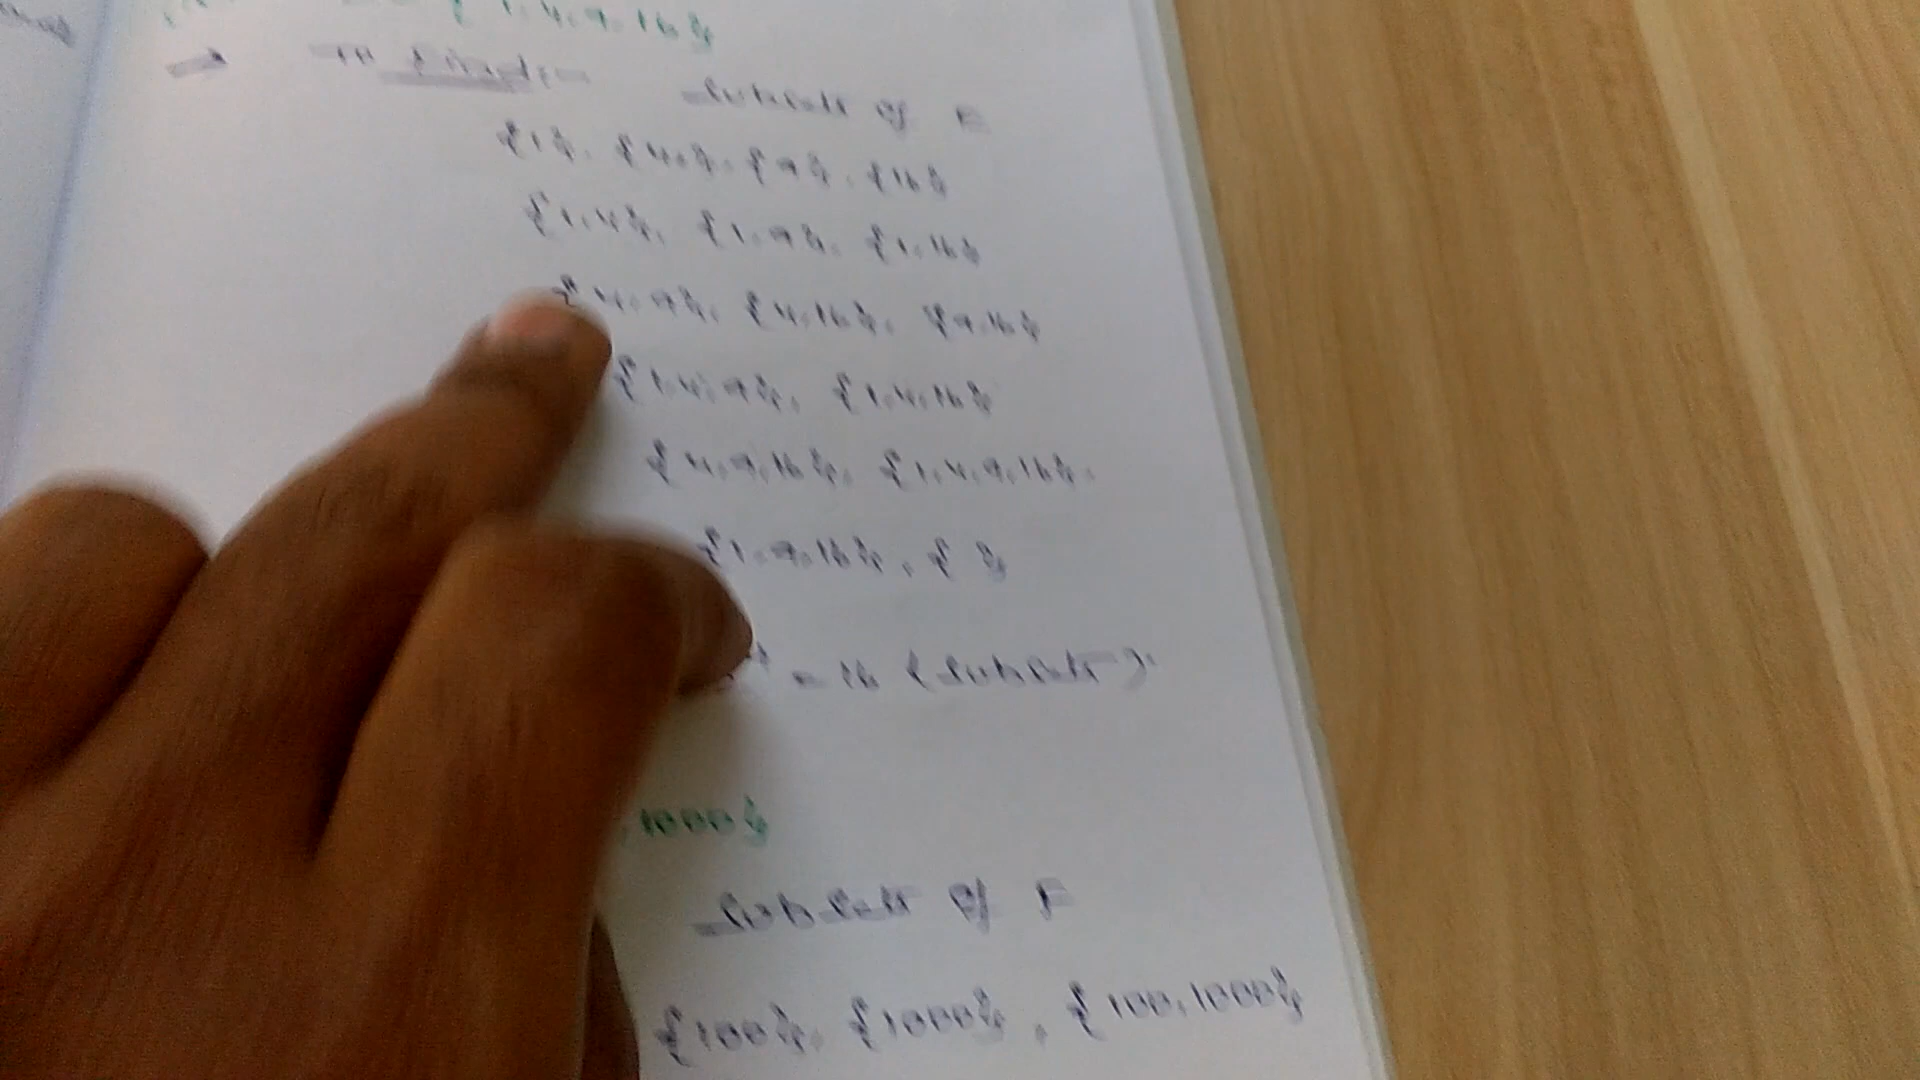 {1, 4, 9, 16}
→ To find :- Subsets of E
{1}, {4}, {9}, {16}
{1, 4}, {1, 9}, {1, 16}
{4, 9}, {4, 16}, {9, 16}
{1, 4, 9}, {1, 4, 16}
{4, 9, 16}, {1, 4, 9, 16},
{1, 9, 16}, { }
= 16 (subsets).
, 1000}
Subsets of F
{100}, {1000}, {100, 1000}